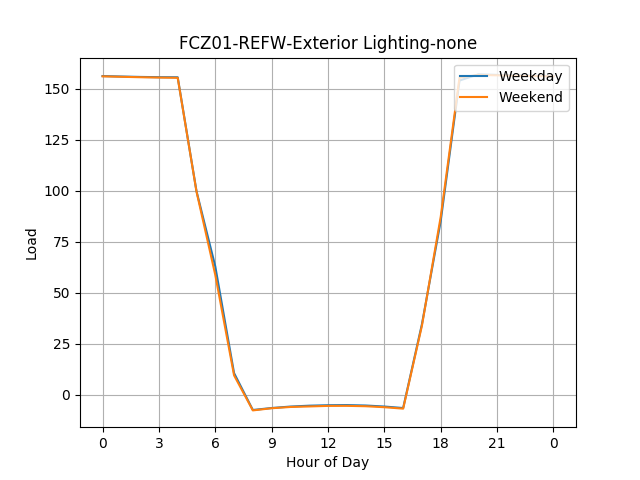 FCZ01-REFW-Exterior Lighting-none
Weekday
Weekend
150
125
100
75
50
25
0
Load
0 3 6 9 12 15 18 21 0
Hour of Day